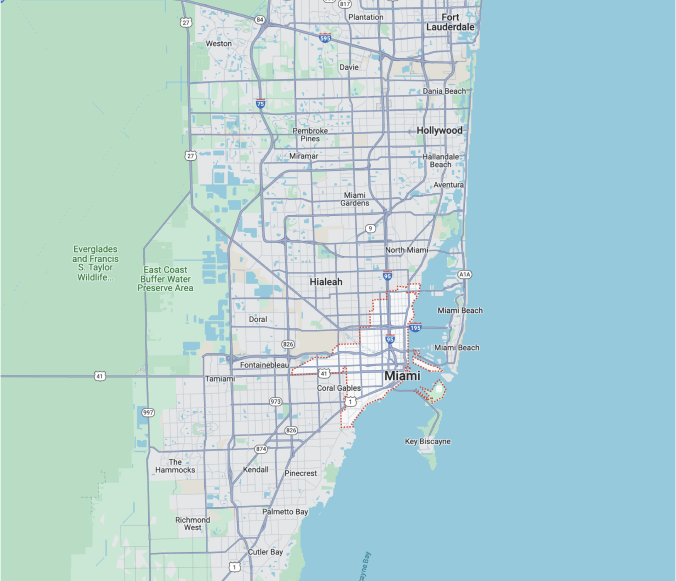 817
Plantation
Fort
Lauderdale
27
84
Weston
595
Davie
75
Dania Beach
Pembroke
Pines
Hollywood
27
Miramar
Hallandale
Beach
Aventura
Miami
Gardens
9
Everglades
and Francis
S. Taylor
Wildlife...
North Miami
East Coast
Buffer Water
Preserve Area
95
A1A
Hialeah
Miami Beach
Doral
195
95
826
Miami Beach
Fontainebleau
41
Tamiami
41
Miami
Coral Gables
973
1
997
826
Key Biscayne
874
The
Hammocks
Kendall
Pinecrest
Palmetto Bay
Richmond
West
Cutler Bay
1